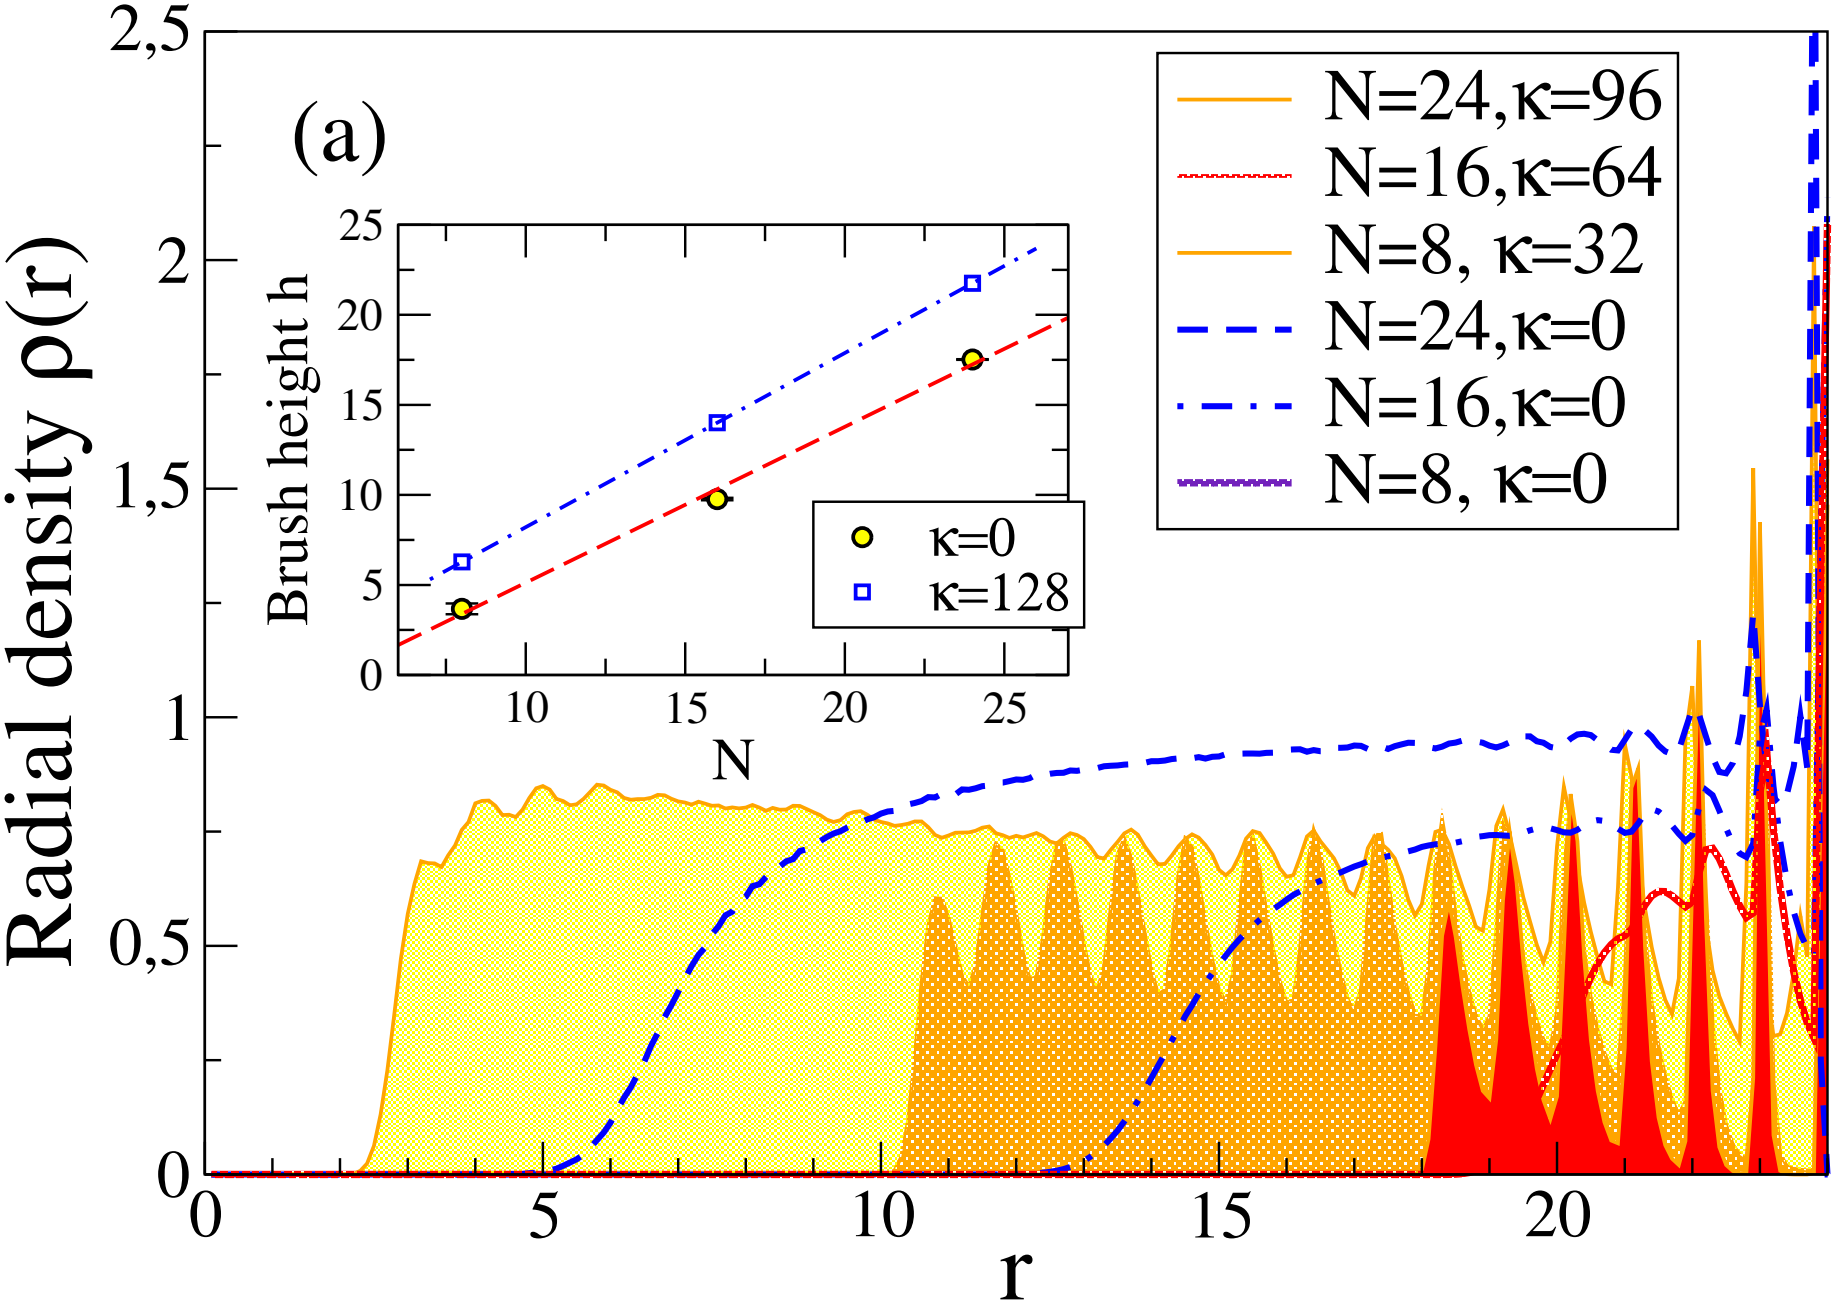 Radial density ρ(r)
2,5
2
1,5
1
0,5
0
(a)
N=24,κ=96
N=16,κ=64
N=8, κ=32
N=24,κ=0
N=16,κ=0
N=8, κ=0
Brush height h
25
20
15
10
5
0
κ=0
κ=128
10 15 20 25
N
0 5 10 15 20
r